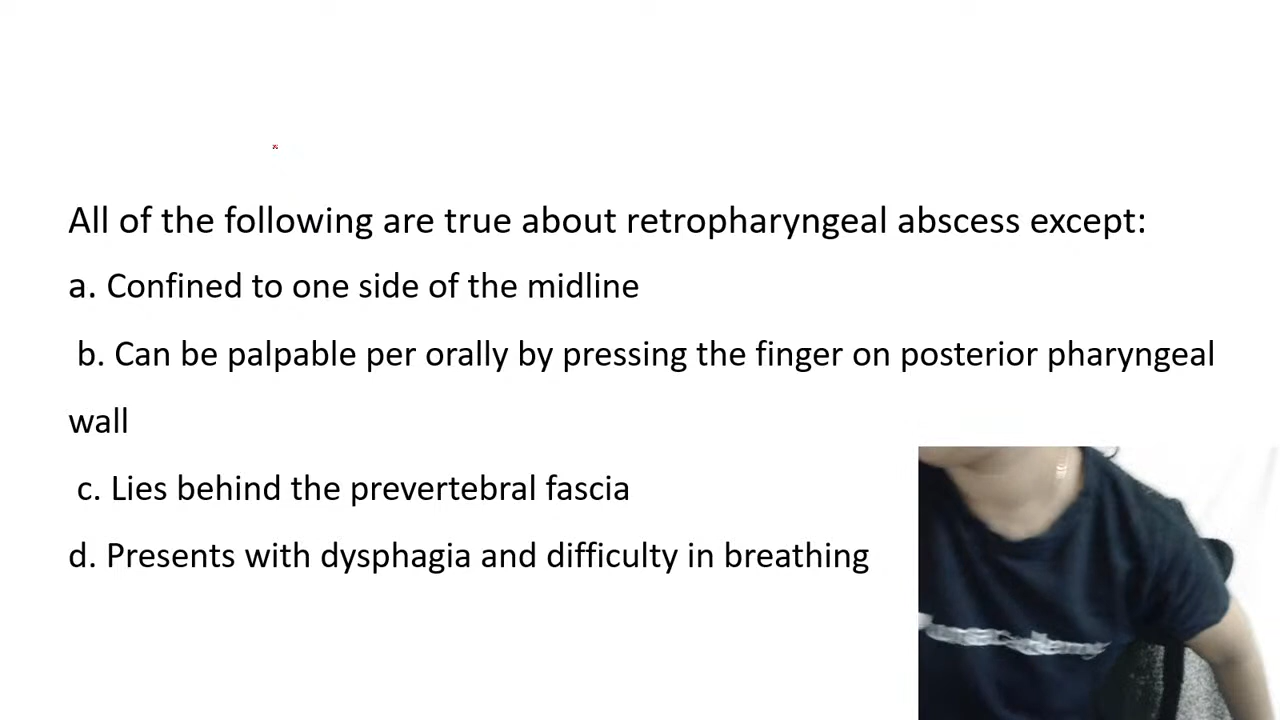 All of the following are true about retropharyngeal abscess except:
a. Confined to one side of the midline
b. Can be palpable per orally by pressing the finger on posterior pharyngeal
wall
c. Lies behind the prevertebral fascia
d. Presents with dysphagia and difficulty in breathing